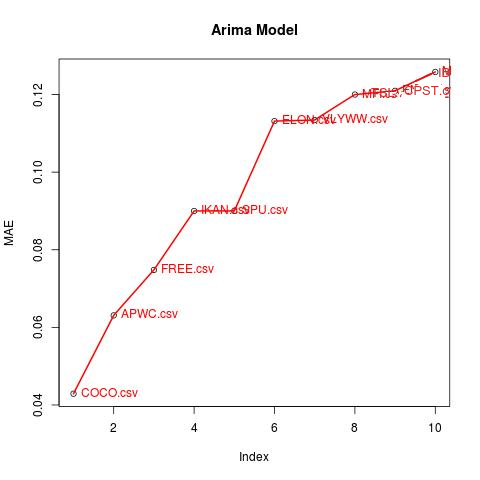 Arima Model
MAE
0.12
0.10
0.08
0.06
0.04
COCO.csv
APWC.csv
FREE.csv
IKAN.csv
SPU.csv
ELON.csv
VLYWW.csv
2 4 6 8 10
Index